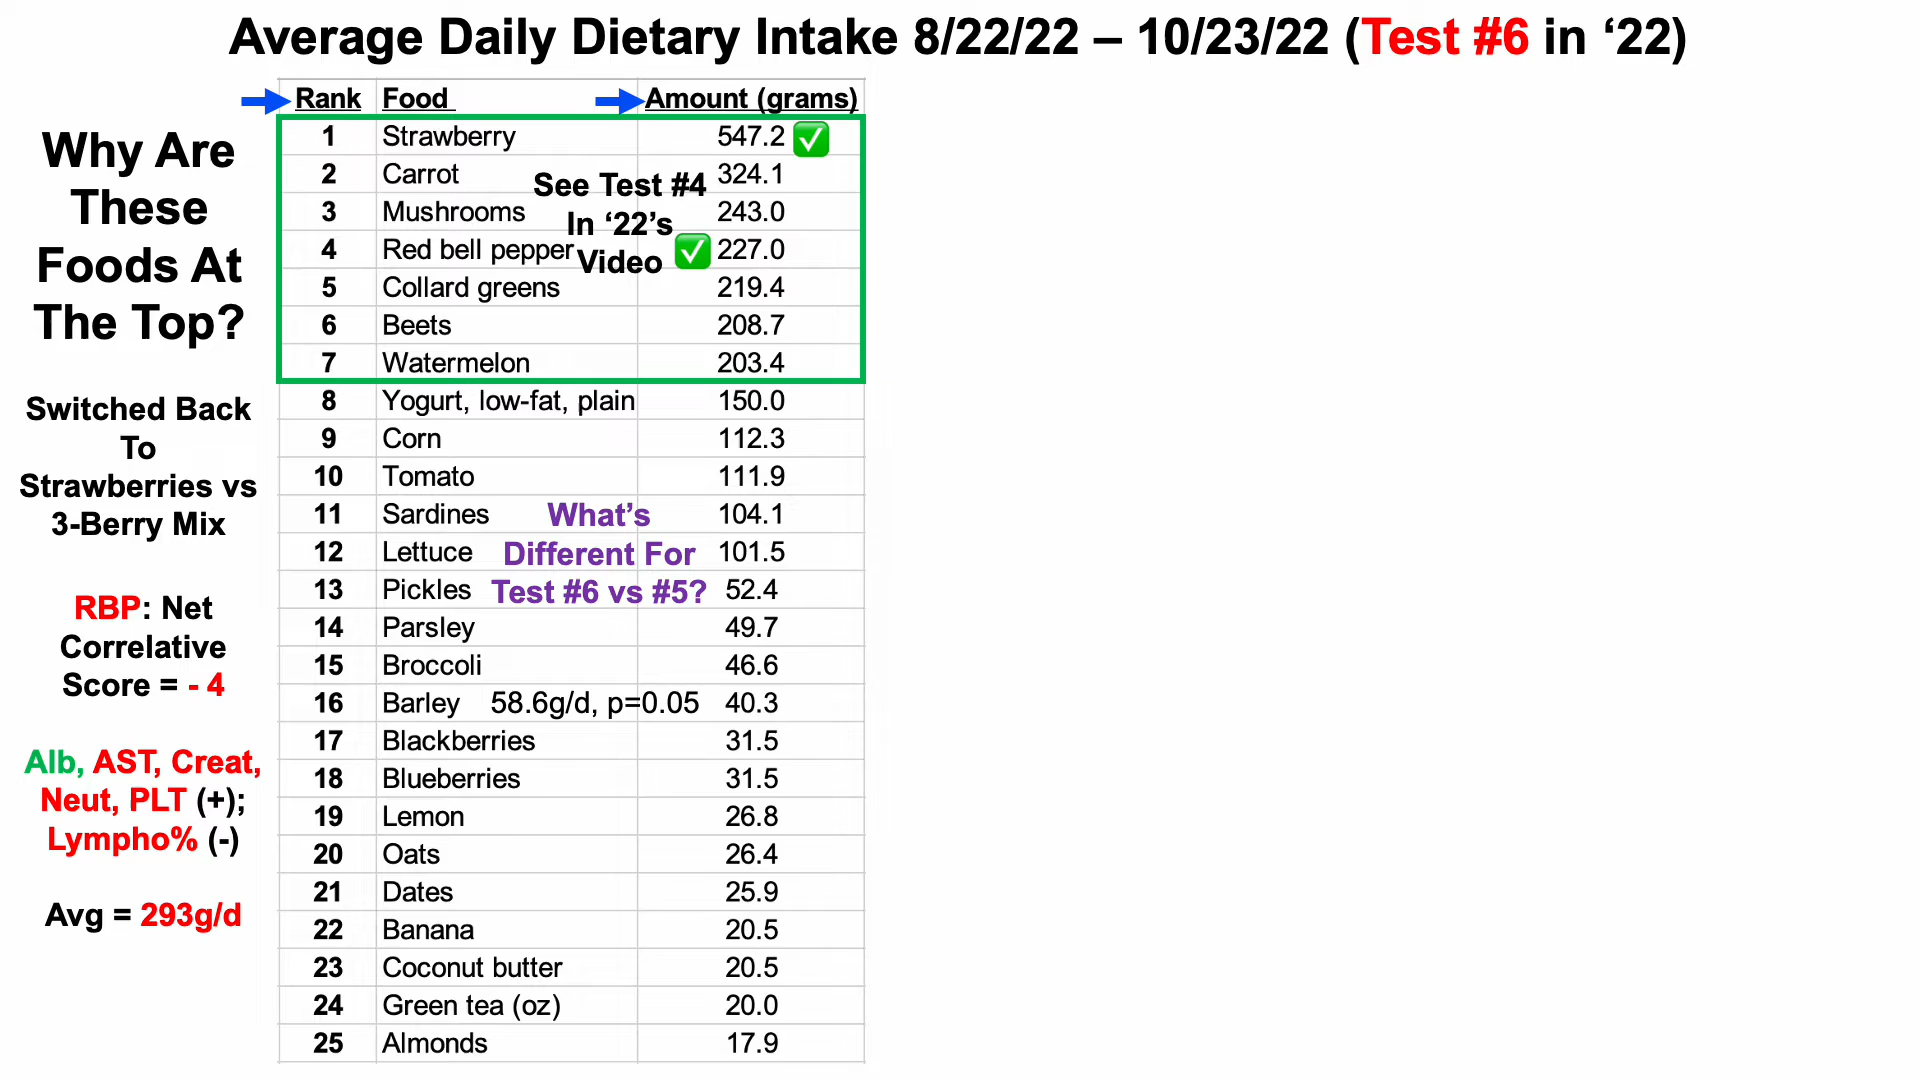 Average Daily Dietary Intake 8/22/22 – 10/23/22 (Test #6 in ‘22)
Rank Food Amount (grams)
1 Strawberry 547.2
2 Carrot 324.1
3 Mushrooms 243.0
4 Red bell pepper 227.0
5 Collard greens 219.4
6 Beets 208.7
7 Watermelon 203.4
8 Yogurt, low-fat, plain 150.0
9 Corn 112.3
10 Tomato 111.9
11 Sardines 104.1
12 Lettuce 101.5
13 Pickles 52.4
14 Parsley 49.7
15 Broccoli 46.6
16 Barley 58.6g/d, p=0.05 40.3
17 Blackberries 31.5
18 Blueberries 31.5
19 Lemon 26.8
20 Oats 26.4
21 Dates 25.9
22 Banana 20.5
23 Coconut butter 20.5
24 Green tea (oz) 20.0
25 Almonds 17.9
See Test #4
In ‘22’s
Video
What’s
Different For
Test #6 vs #5?
Why Are
These
Foods At
The Top?
Switched Back
To
Strawberries vs
3-Berry Mix
RBP: Net
Correlative
Score = - 4
Alb, AST, Creat,
Neut, PLT (+);
Lympho% (-)
Avg = 293g/d